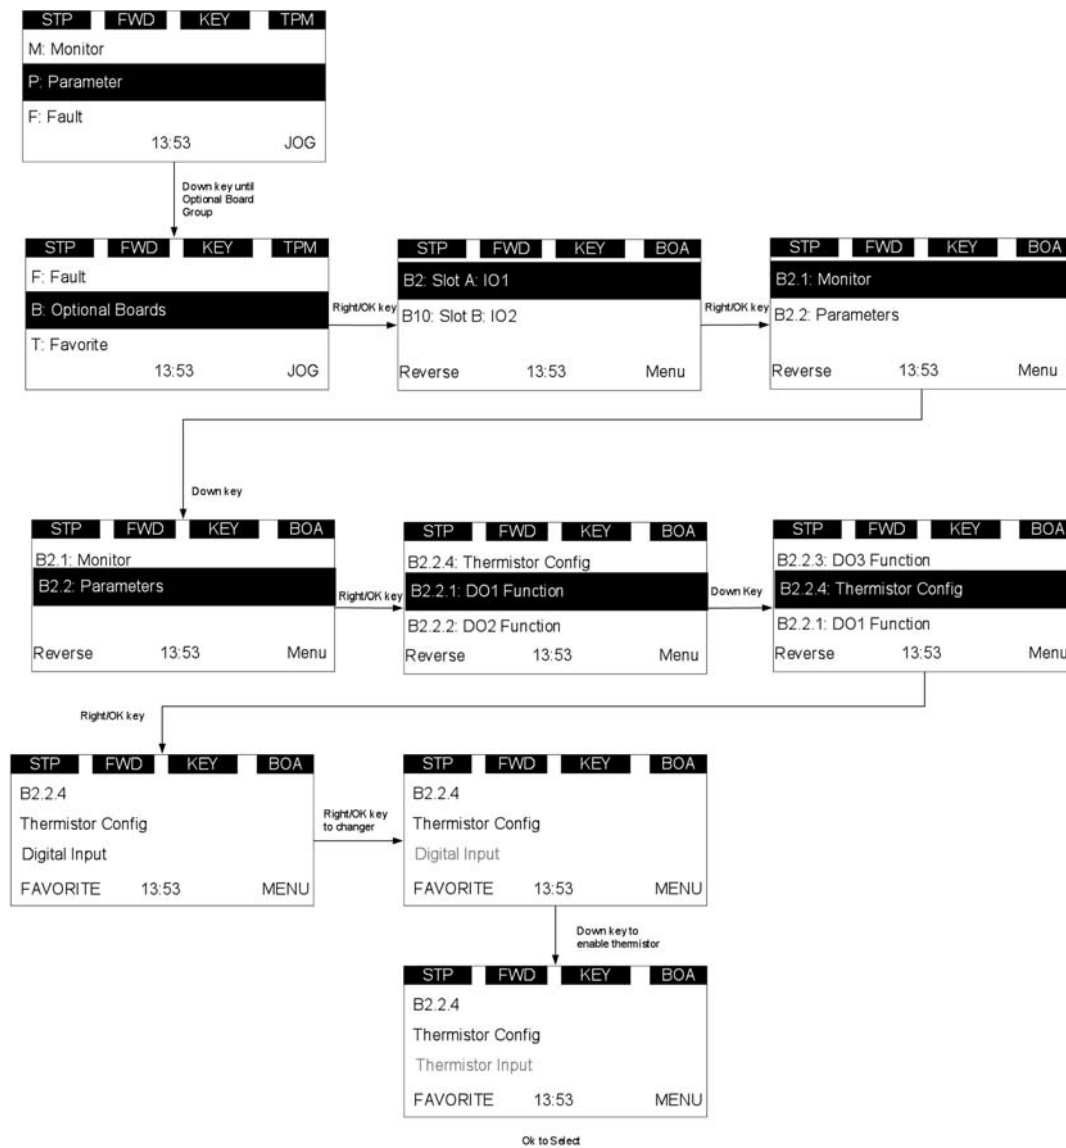 STP FWD KEY TPM
M: Monitor
P: Parameter
F: Fault
13:53 JOG
Down key until
Optional Board
Group
STP FWD KEY TPM
F: Fault
B: Optional Boards
T: Favorite
13:53 JOG
Right/OK key
STP FWD KEY BOA
B2: Slot A: IO1
B10: Slot B: IO2
Reverse 13:53 Menu
Right/OK key
STP FWD KEY BOA
B2.1: Monitor
B2.2: Parameters
Reverse 13:53 Menu
Down key
STP FWD KEY BOA
B2.1: Monitor
B2.2: Parameters
Reverse 13:53 Menu
Right/OK key
STP FWD KEY BOA
B2.2.4: Thermistor Config
B2.2.1: DO1 Function
B2.2.2: DO2 Function
Reverse 13:53 Menu
Down Key
STP FWD KEY BOA
B2.2.3: DO3 Function
B2.2.4: Thermistor Config
B2.2.1: DO1 Function
Reverse 13:53 Menu
Right/OK key
STP FWD KEY BOA
B2.2.4
Thermistor Config
Digital Input
FAVORITE 13:53 MENU
Right/OK key
to changer
STP FWD KEY BOA
B2.2.4
Thermistor Config
Digital Input
FAVORITE 13:53 MENU
Down key to
enable thermistor
STP FWD KEY BOA
B2.2.4
Thermistor Config
Thermistor Input
FAVORITE 13:53 MENU
Ok to Select